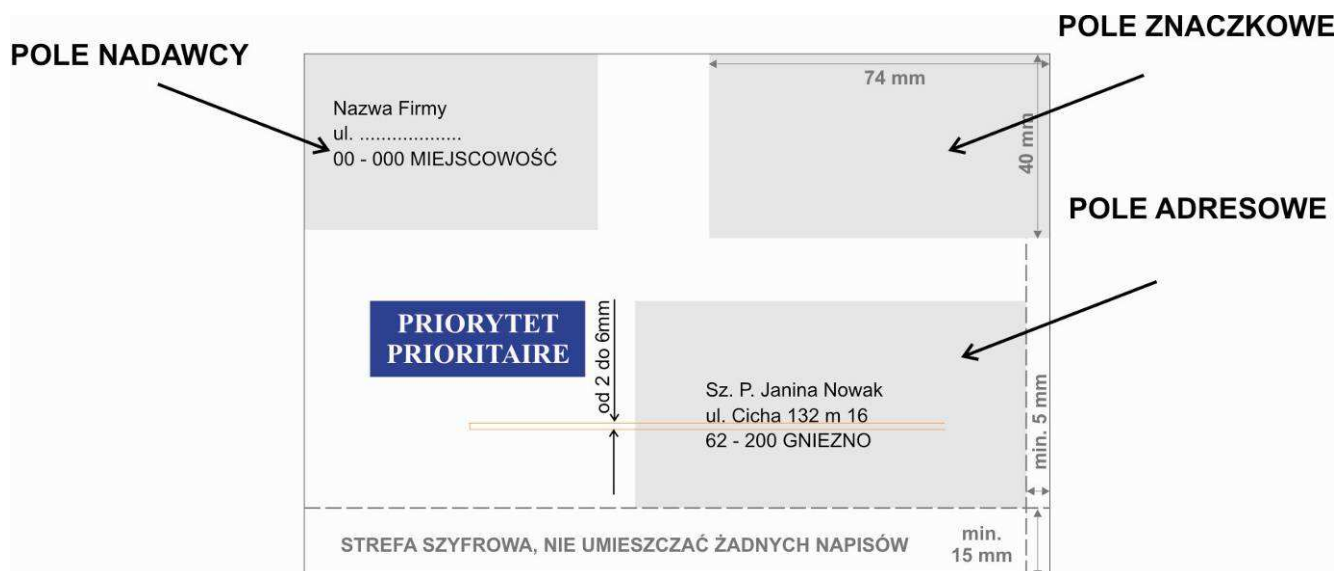 POLE ZNACZKOWE
POLE NADAWCY
74 mm
40 mm
Nazwa Firmy
ul. ...................
00 - 000 MIEJSCOWOŚĆ
POLE ADRESOWE
PRIORYTET
PRIORITAIRE
od 2 do 6mm
Sz. P. Janina Nowak
ul. Cicha 132 m 16
62 - 200 GNIEZNO
min. 5 mm
STREFA SZYFROWA, NIE UMIESZCZAĆ ŻADNYCH NAPISÓW
min.
15 mm